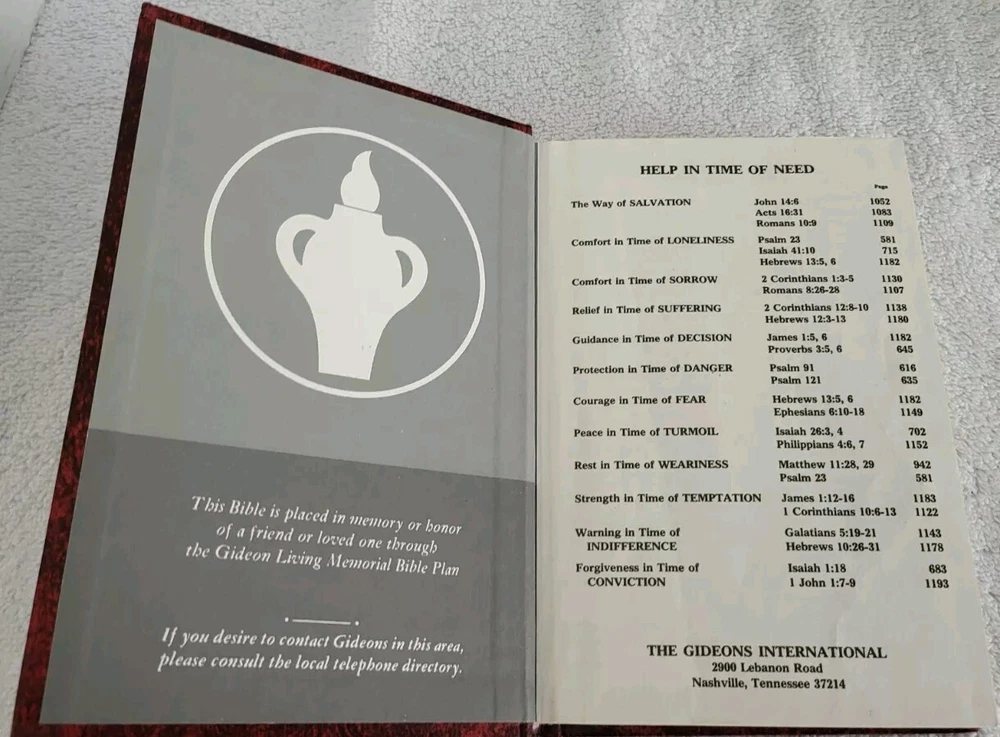 This Bible is placed in memory or honor
of a friend or loved one through
the Gideon Living Memorial Bible Plan
If you desire to contact Gideons in this area,
please consult the local telephone directory.
HELP IN TIME OF NEED
Page
The Way of SALVATION John 14:6 1052
Acts 16:31 1083
Romans 10:9 1109
Comfort in Time of LONELINESS Psalm 23 581
Isaiah 41:10 715
Hebrews 13:5, 6 1182
Comfort in Time of SORROW 2 Corinthians 1:3-5 1130
Romans 8:26-28 1107
Relief in Time of SUFFERING 2 Corinthians 12:8-10 1138
Hebrews 12:3-13 1180
Guidance in Time of DECISION James 1:5, 6 1182
Proverbs 3:5, 6 645
Protection in Time of DANGER Psalm 91 616
Psalm 121 635
Courage in Time of FEAR Hebrews 13:5, 6 1182
Ephesians 6:10-18 1149
Peace in Time of TURMOIL Isaiah 26:3, 4 702
Philippians 4:6, 7 1152
Rest in Time of WEARINESS Matthew 11:28, 29 942
Psalm 23 581
Strength in Time of TEMPTATION James 1:12-16 1183
1 Corinthians 10:6-13 1122
Warning in Time of Galatians 5:19-21 1143
INDIFFERENCE Hebrews 10:26-31 1178
Forgiveness in Time of Isaiah 1:18 683
CONVICTION 1 John 1:7-9 1193
THE GIDEONS INTERNATIONAL
2900 Lebanon Road
Nashville, Tennessee 37214